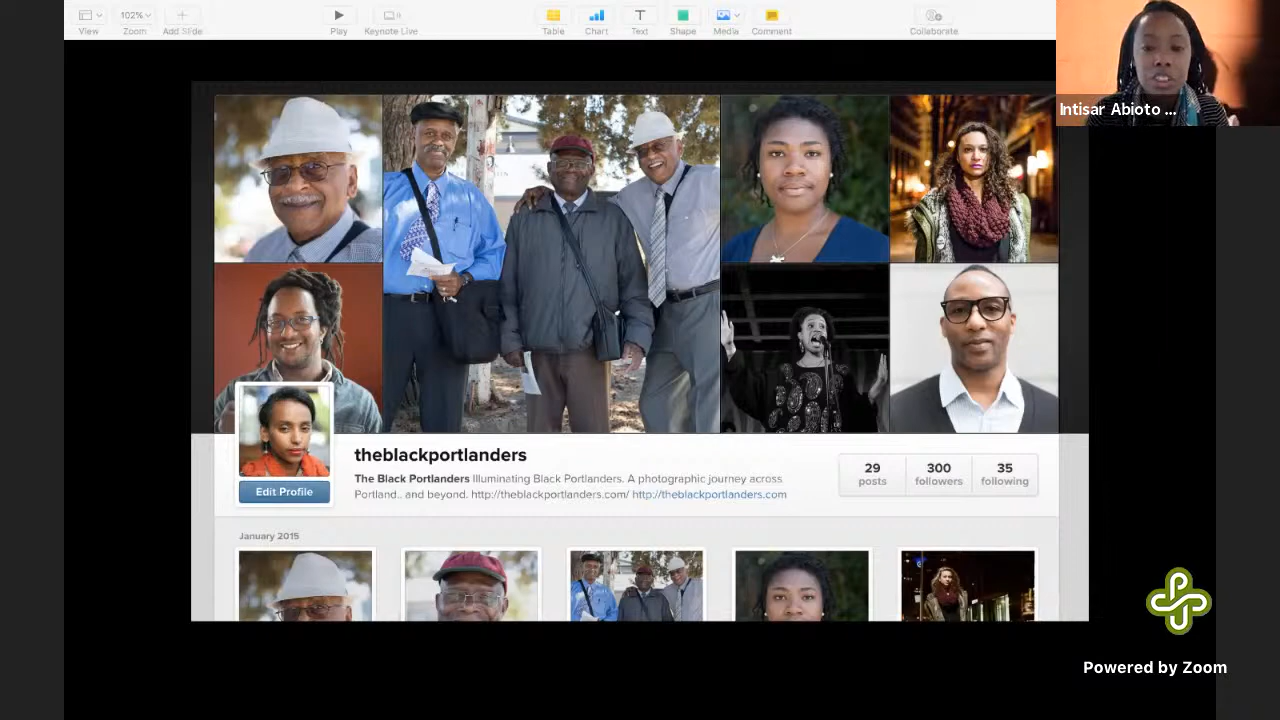 View
102%
Zoom
Add Slide
Play
Keynote Live
Table
Chart
Text
Shape
Media
Comment
Collaborate
Intisar Abioto ...
theblackportlanders
The Black Portlanders Illuminating Black Portlanders. A photographic journey across
Portland.. and beyond. http://theblackportlanders.com/ http://theblackportlanders.com
Edit Profile
29
posts
300
followers
35
following
January 2015
Powered by Zoom